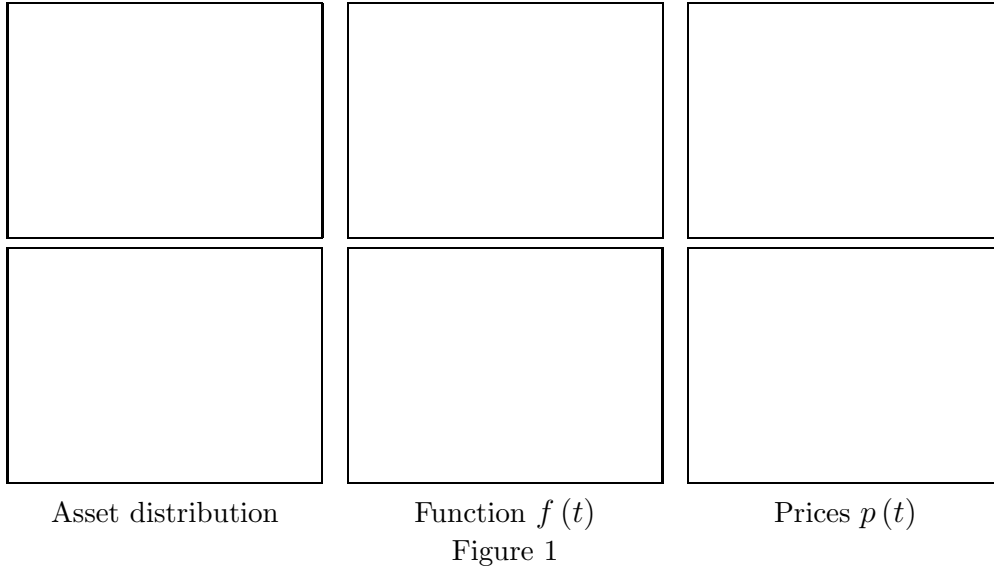 Asset distribution Function f (t) Prices p (t)
Figure 1